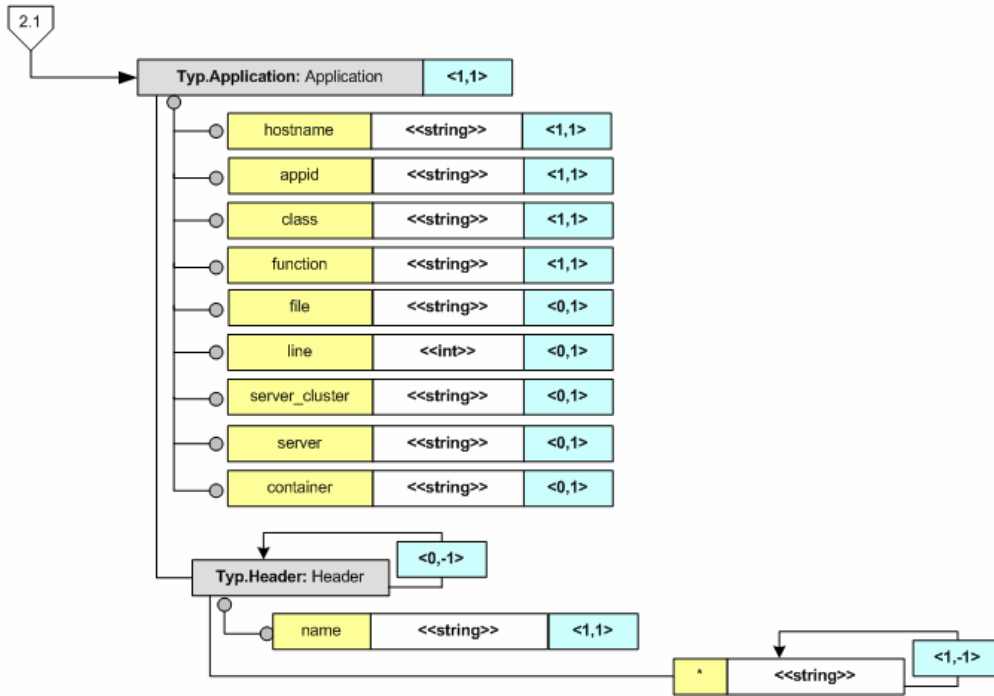 2.1
Typ.Application: Application <1,1>
hostname <<string>> <1,1>
appid <<string>> <1,1>
class <<string>> <1,1>
function <<string>> <1,1>
file <<string>> <0,1>
line <<int>> <0,1>
server_cluster <<string>> <0,1>
server <<string>> <0,1>
container <<string>> <0,1>
<0,-1>
Typ.Header: Header
name <<string>> <1,1>
<1,-1>
* <<string>>